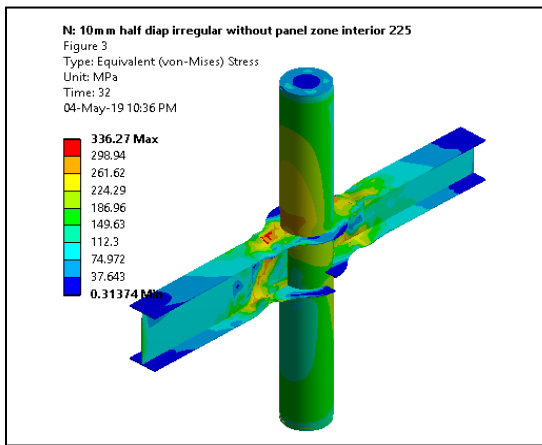 N: 10mm half diap irregular without panel zone interior 225
Figure 3
Type: Equivalent (von-Mises) Stress
Unit: MPa
Time: 32
04-May-19 10:36 PM
336.27 Max
298.94
261.62
224.29
186.96
149.63
112.3
74.972
37.643
0.31374 Min